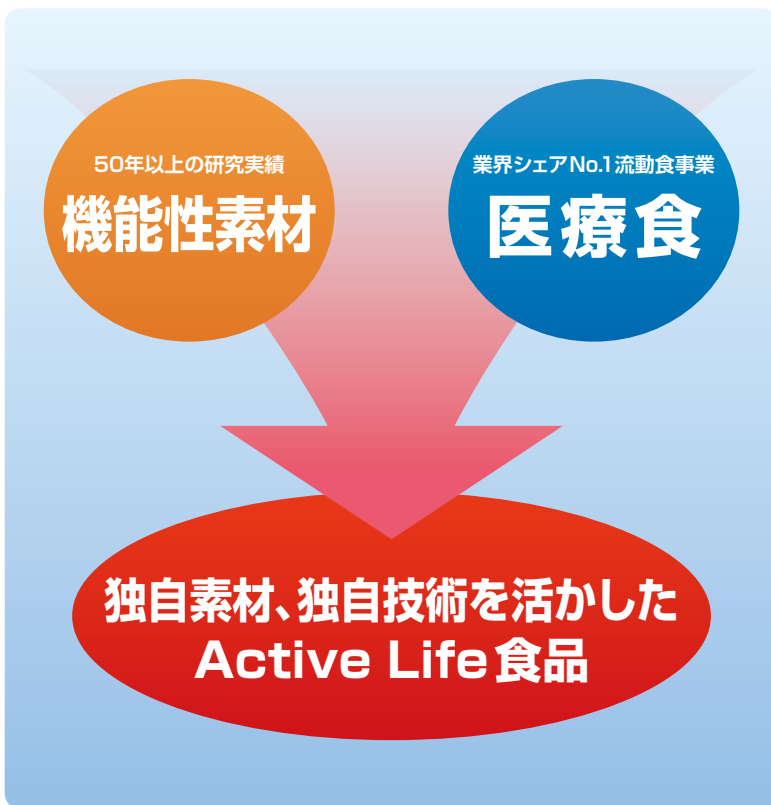 50年以上の研究実績
機能性素材
業界シェアNo.1流動食事業
医療食
独自素材、独自技術を活かした
Active Life食品